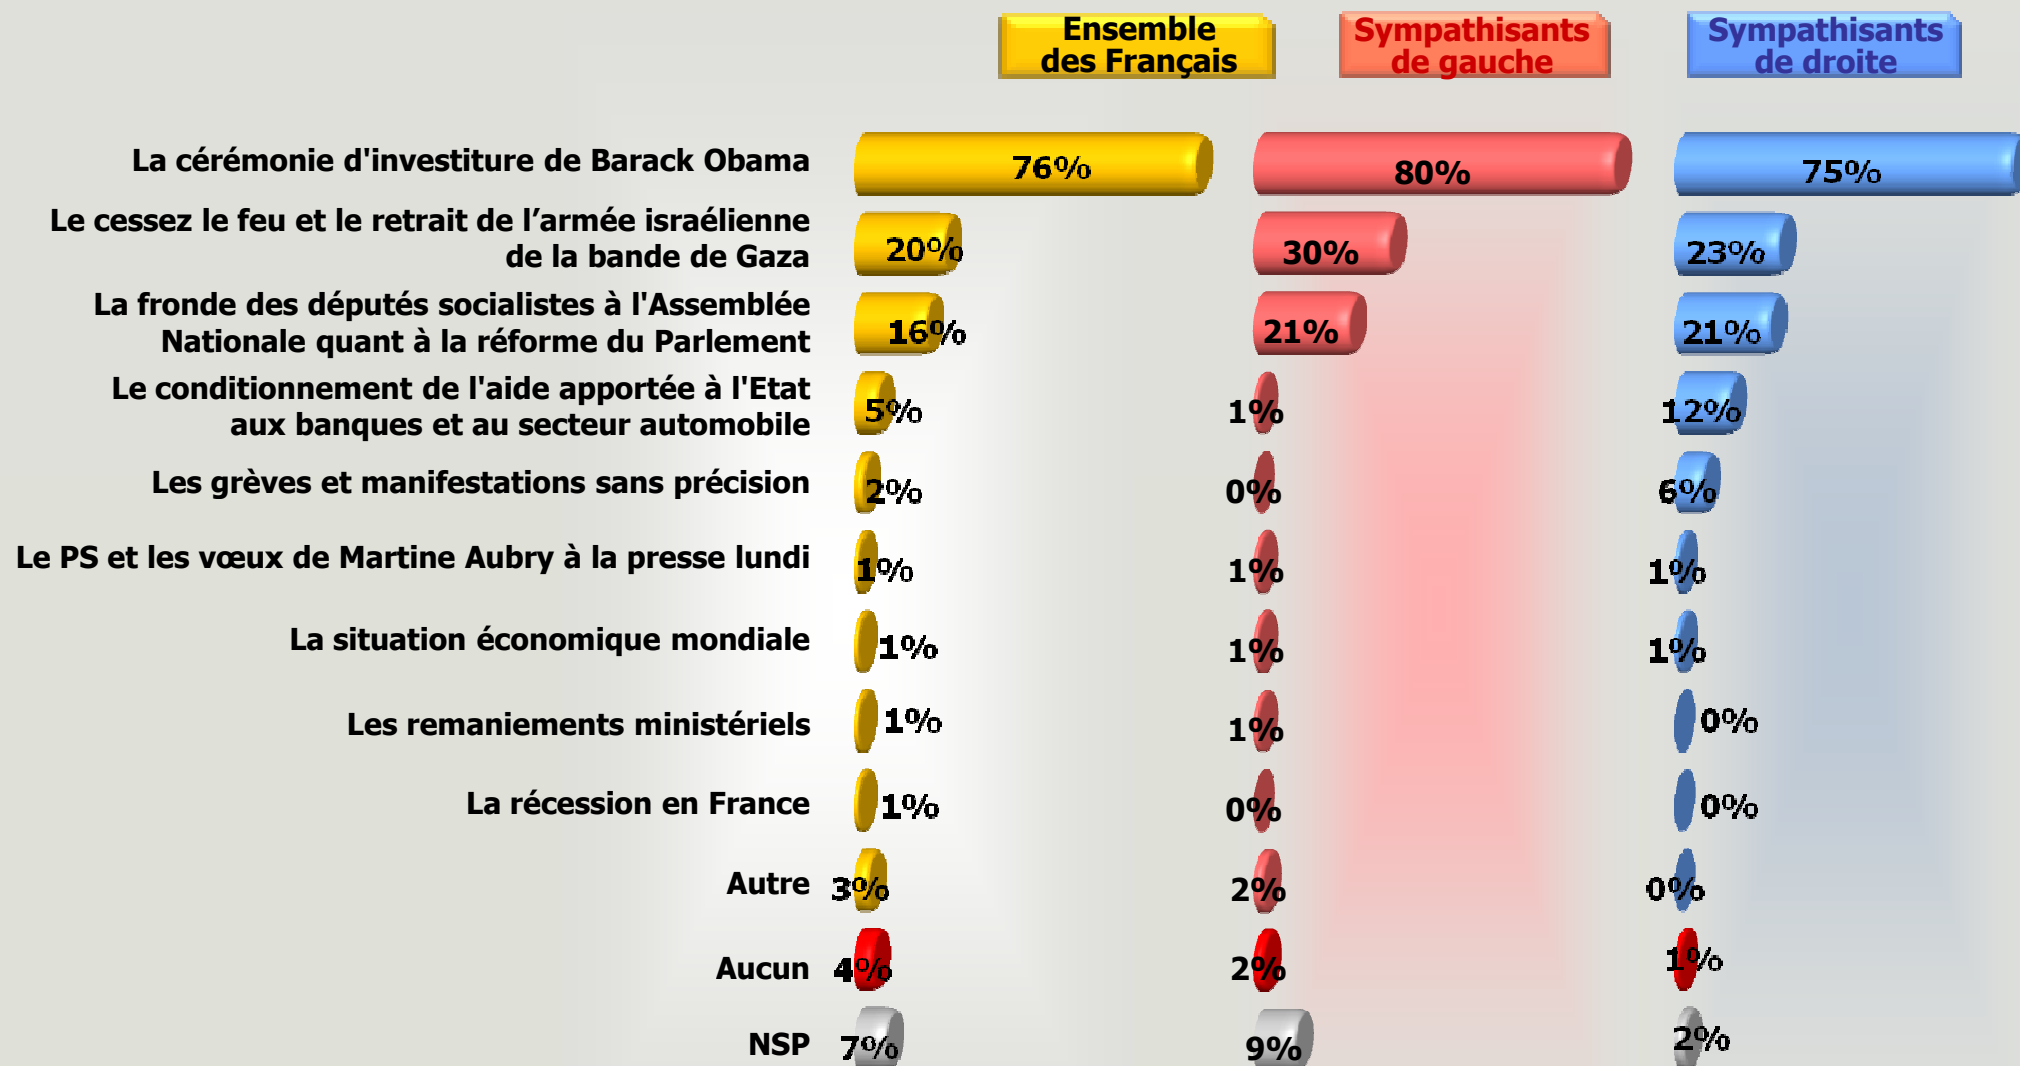 Ensemble
des Français
Sympathisants
de gauche
Sympathisants
de droite
La cérémonie d'investiture de Barack Obama
76%
80%
75%
Le cessez le feu et le retrait de l’armée israélienne
de la bande de Gaza
20%
30%
23%
La fronde des députés socialistes à l'Assemblée
Nationale quant à la réforme du Parlement
16%
21%
21%
Le conditionnement de l'aide apportée à l'Etat
aux banques et au secteur automobile
5%
1%
12%
Les grèves et manifestations sans précision
2%
0%
6%
Le PS et les vœux de Martine Aubry à la presse lundi
1%
1%
1%
La situation économique mondiale
1%
1%
1%
Les remaniements ministériels
1%
1%
0%
La récession en France
1%
0%
0%
Autre
3%
2%
0%
Aucun
4%
2%
1%
NSP
7%
9%
2%